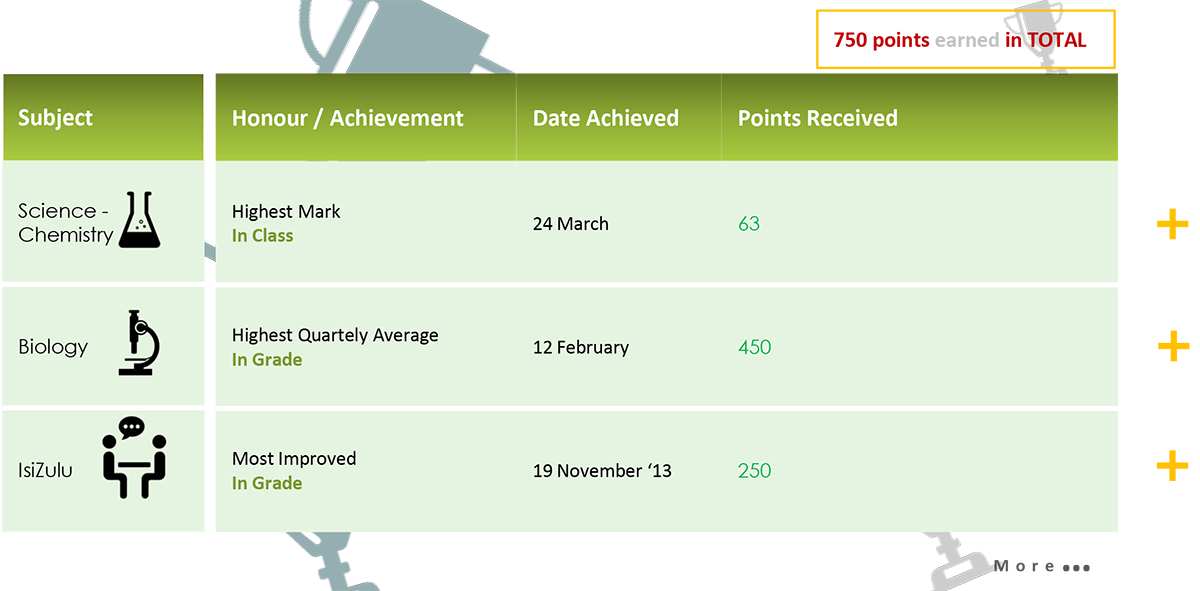 750 points earned in TOTAL
Subject Honour / Achievement Date Achieved Points Received
Science -
Chemistry
Highest Mark
In Class
24 March
63
+
Biology
Highest Quartely Average
In Grade
12 February
450
+
IsiZulu
Most Improved
In Grade
19 November ‘13
250
+
More ...